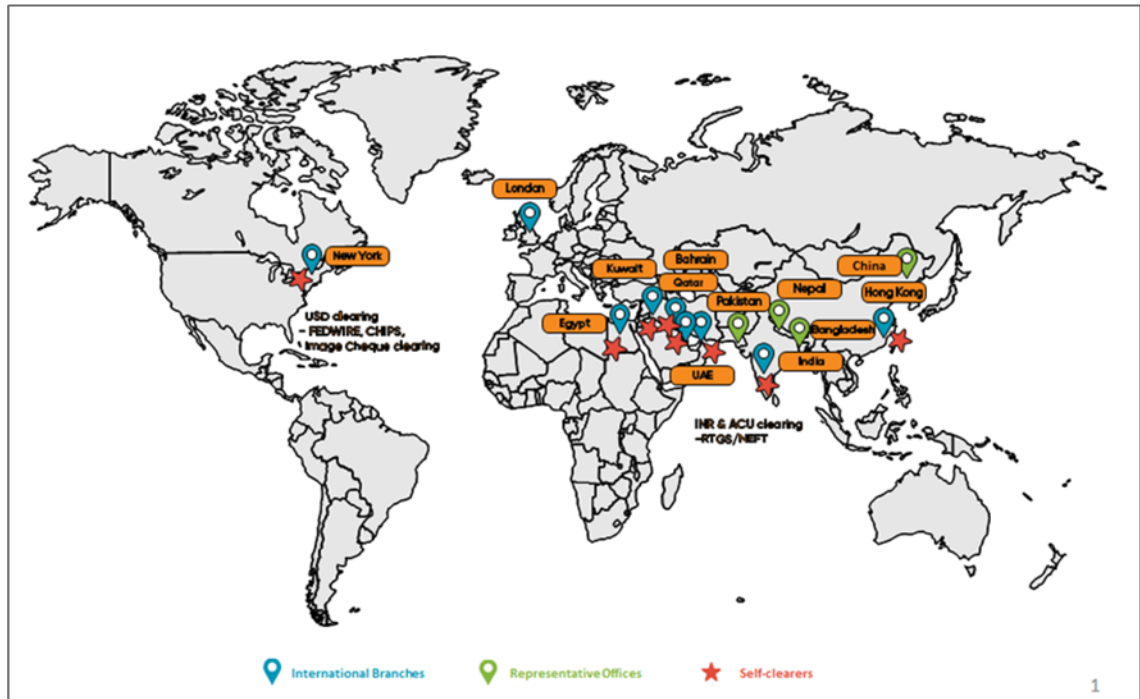 Londan
New York
Bahrain
Kuwait
China
Qatar
Nepal
Hong Kong
Pakistan
Egypt
Bangladesh
India
UAE
USD clearing
– FEDWIRE, CHIPS,
Image Cheque clearing
INR & ACU clearing
–RTGS/NEFT
International Branches
Representative Offices
Self-clearers
1